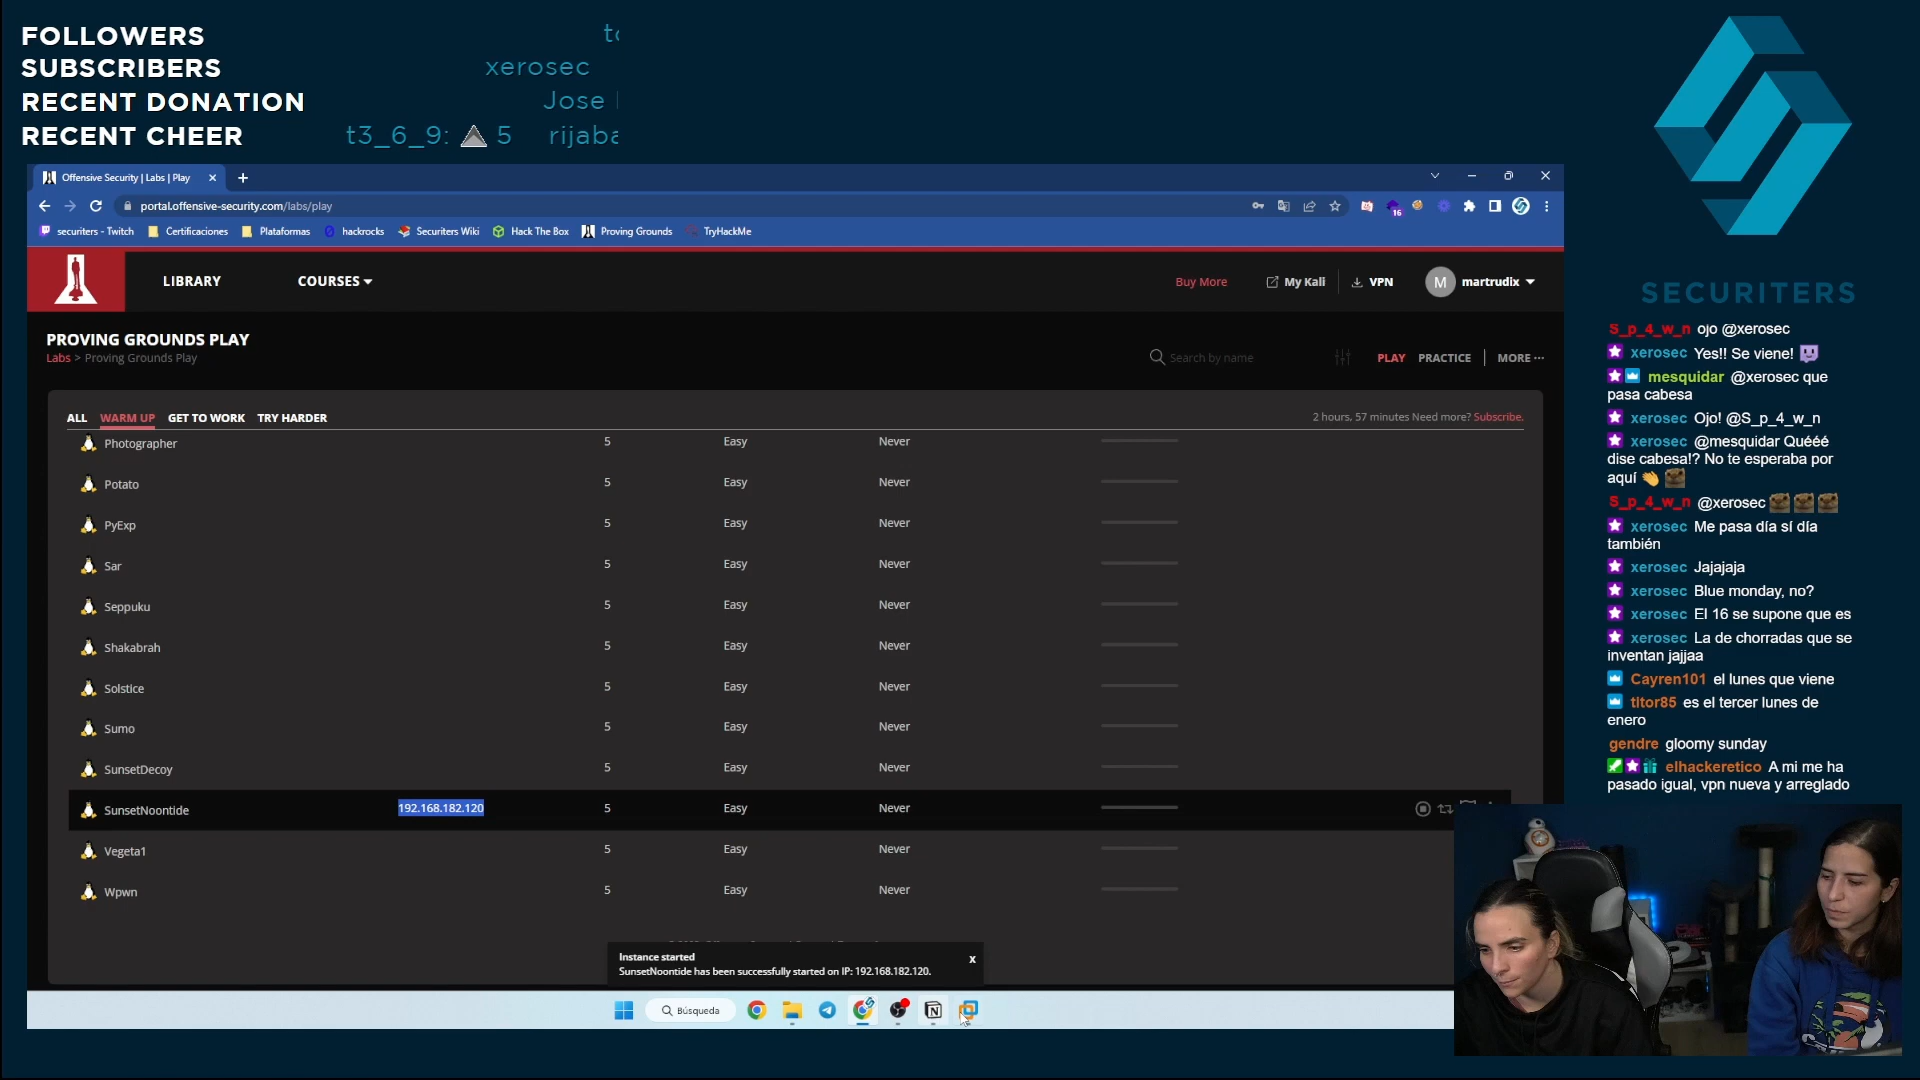 FOLLOWERS
SUBSCRIBERS
xerosec
RECENT DONATION
Jose
RECENT CHEER
t3_6_9: 5
Offensive Security | Labs | Play
portal.offensive-security.com/labs/play
16
securiters - Twitch Certificaciones Plataformas hackrocks Securiters Wiki Hack The Box Proving Grounds TryHackMe
LIBRARY COURSES Buy More My Kali VPN M martrudix
PROVING GROUNDS PLAY
Labs > Proving Grounds Play
Search by name PLAY PRACTICE | MORE ···
ALL WARM UP GET TO WORK TRY HARDER 2 hours, 57 minutes Need more? Subscribe.
Photographer 5 Easy Never
Potato 5 Easy Never
PyExp 5 Easy Never
Sar 5 Easy Never
Seppuku 5 Easy Never
Shakabrah 5 Easy Never
Solstice 5 Easy Never
Sumo 5 Easy Never
SunsetDecoy 5 Easy Never
SunsetNoontide 192.168.182.120 5 Easy Never
Vegeta1 5 Easy Never
Wpwn 5 Easy Never
Instance started x
SunsetNoontide has been successfully started on IP: 192.168.182.120.
Búsqueda
SECURITERS
S_p_4_w_n ojo @xerosec
xerosec Yes!! Se viene!
mesquidar @xerosec que
pasa cabesa
xerosec Ojo! @S_p_4_w_n
xerosec @mesquidar Quééé
dise cabesa!? No te esperaba por
aquí
S_p_4_w_n @xerosec
xerosec Me pasa día sí día
también
xerosec Jajajaja
xerosec Blue monday, no?
xerosec El 16 se supone que es
xerosec La de chorradas que se
inventan jajjaa
Cayren101 el lunes que viene
titor85 es el tercer lunes de
enero
gendre gloomy sunday
elhackeretico A mi me ha
pasado igual, vpn nueva y arreglado